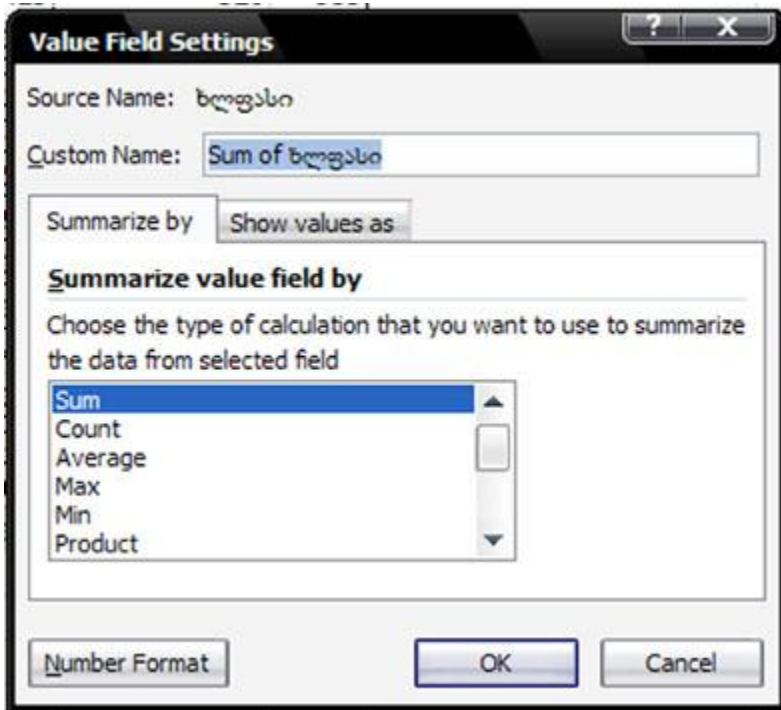 Value Field Settings
Source Name: ხლფასი
Custom Name: Sum of ხლფასი
Summarize by Show values as
Summarize value field by
Choose the type of calculation that you want to use to summarize
the data from selected field
Sum
Count
Average
Max
Min
Product
Number Format OK Cancel